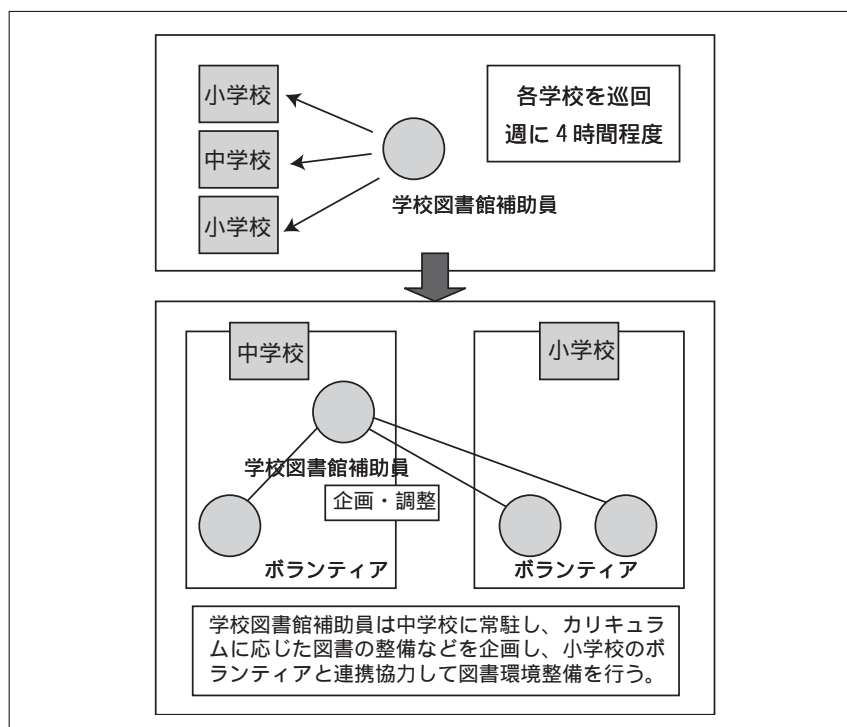 小学校
中学校
小学校
各学校を巡回
週に4時間程度
学校図書館補助員
中学校
小学校
学校図書館補助員
企画・調整
ボランティア
ボランティア
学校図書館補助員は中学校に常駐し、カリキュラ
ムに応じた図書の整備などを企画し、小学校のボ
ランティアと連携協力して図書環境整備を行う。